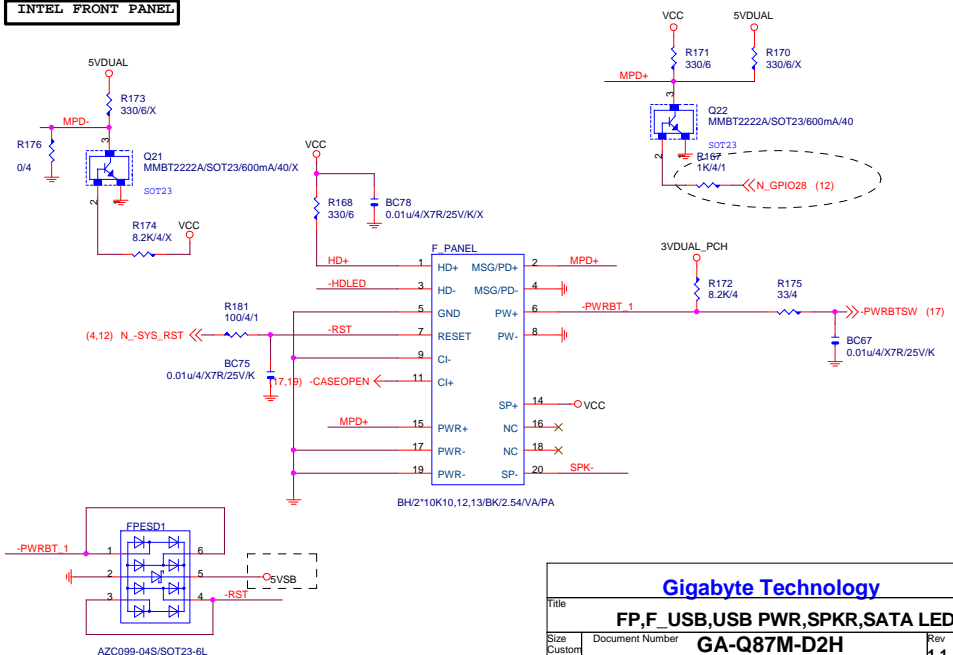 INTEL FRONT PANEL
5VDUAL
R173
330/6/X
MPD-
R176
0/4
3
Q21
MMBT2222A/SOT23/600mA/40/X
SOT23
2
1
R174
8.2K/4/X
VCC
VCC
R168
330/6
BC78
0.01u/4/X7R/25V/K/X
VCC
5VDUAL
R171
330/6
R170
330/6/X
MPD+
3
Q22
MMBT2222A/SOT23/600mA/40
SOT23
2
R167
1K/4/1
N_GPIO28 (12)
F_PANEL
HD+ 1 HD+ MSG/PD+ 2 MPD+
-HDLED 3 HD- MSG/PD- 4
5 GND PW+ 6 -PWRBT_1
-RST 7 RESET PW- 8
9 CI-
(17,19) -CASEOPEN 11 CI+
SP+ 14 VCC
MPD+ 15 PWR+ NC 16
17 PWR- NC 18
19 PWR- SP- 20 SPK-
BH/2*10K10,12,13/BK/2.54/VA/PA
(4,12) N_-SYS_RST
R181
100/4/1
BC75
0.01u/4/X7R/25V/K
3VDUAL_PCH
R172
8.2K/4
R175
33/4
-PWRBTSW (17)
BC67
0.01u/4/X7R/25V/K
FPESD1
-PWRBT_1 1 6
2 5 5VSB
3 4 -RST
AZC099-04S/SOT23-6L
Gigabyte Technology
Title
FP,F_USB,USB PWR,SPKR,SATA LED
Size
Custom
Document Number
GA-Q87M-D2H
Rev
1.1